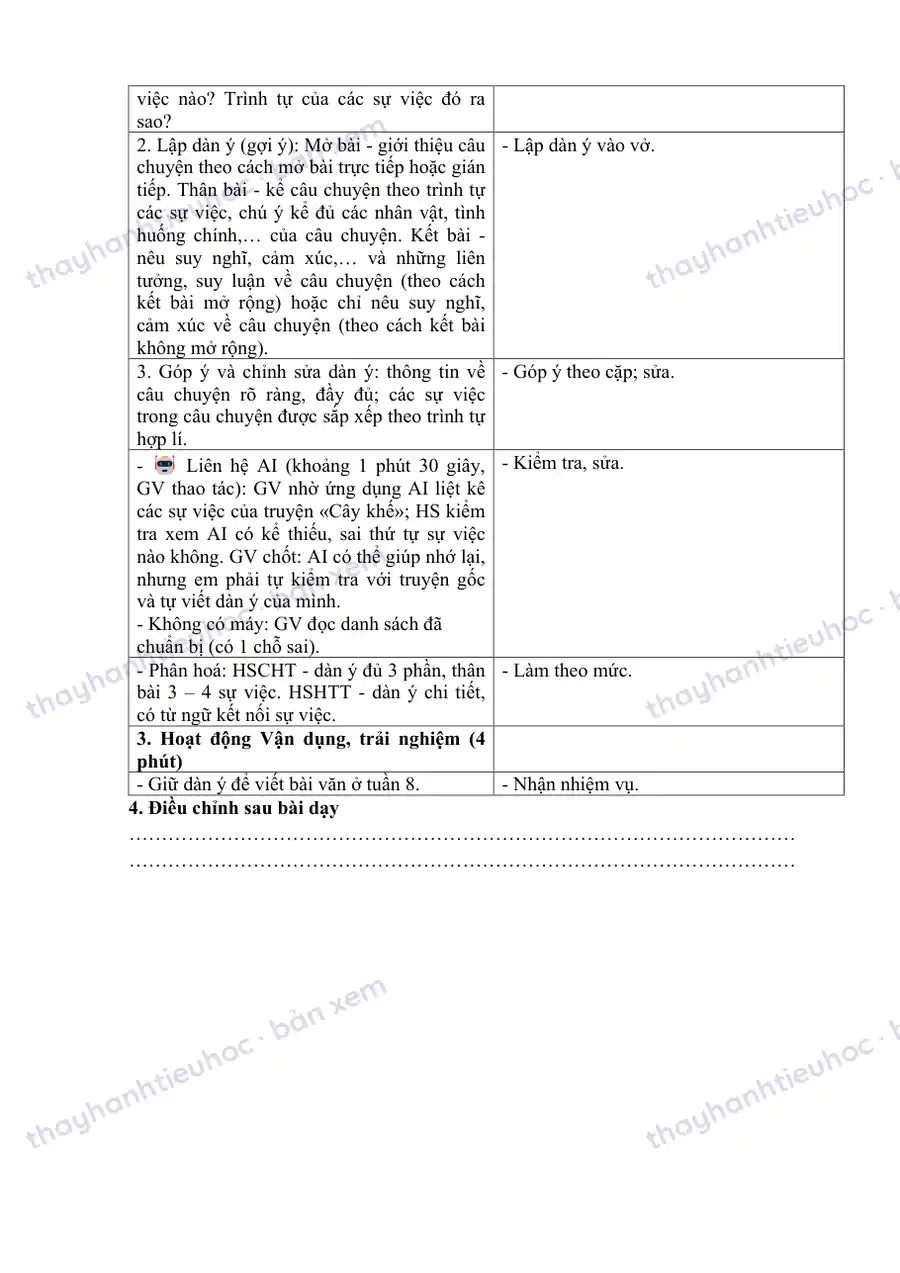 việc nào? Trình tự của các sự việc đó ra
sao?
2. Lập dàn ý (gợi ý): Mở bài - giới thiệu câu
chuyện theo cách mở bài trực tiếp hoặc gián
tiếp. Thân bài - kể câu chuyện theo trình tự
các sự việc, chú ý kể đủ các nhân vật, tình
huống chính,… của câu chuyện. Kết bài -
nêu suy nghĩ, cảm xúc,… và những liên
tưởng, suy luận về câu chuyện (theo cách
kết bài mở rộng) hoặc chỉ nêu suy nghĩ,
cảm xúc về câu chuyện (theo cách kết bài
không mở rộng).
- Lập dàn ý vào vở.
3. Góp ý và chỉnh sửa dàn ý: thông tin về
câu chuyện rõ ràng, đầy đủ; các sự việc
trong câu chuyện được sắp xếp theo trình tự
hợp lí.
- Góp ý theo cặp; sửa.
- Liên hệ AI (khoảng 1 phút 30 giây,
GV thao tác): GV nhờ ứng dụng AI liệt kê
các sự việc của truyện «Cây khế»; HS kiểm
tra xem AI có kể thiếu, sai thứ tự sự việc
nào không. GV chốt: AI có thể giúp nhớ lại,
nhưng em phải tự kiểm tra với truyện gốc
và tự viết dàn ý của mình.
- Không có máy: GV đọc danh sách đã
chuẩn bị (có 1 chỗ sai).
- Kiểm tra, sửa.
- Phân hoá: HSCHT - dàn ý đủ 3 phần, thân
bài 3 – 4 sự việc. HSHTT - dàn ý chi tiết,
có từ ngữ kết nối sự việc.
- Làm theo mức.
3. Hoạt động Vận dụng, trải nghiệm (4
phút)
- Giữ dàn ý để viết bài văn ở tuần 8.
- Nhận nhiệm vụ.
4. Điều chỉnh sau bài dạy
……………………………………………………………………………………………
……………………………………………………………………………………………
thayhanhtieuhoc · bản xem
thayhanhtieuhoc · b
thayhanhtieuhoc · bản xem
thayhanhtieuhoc · b
thayhanhtieuhoc · bản xem
thayhanhtieuhoc · b